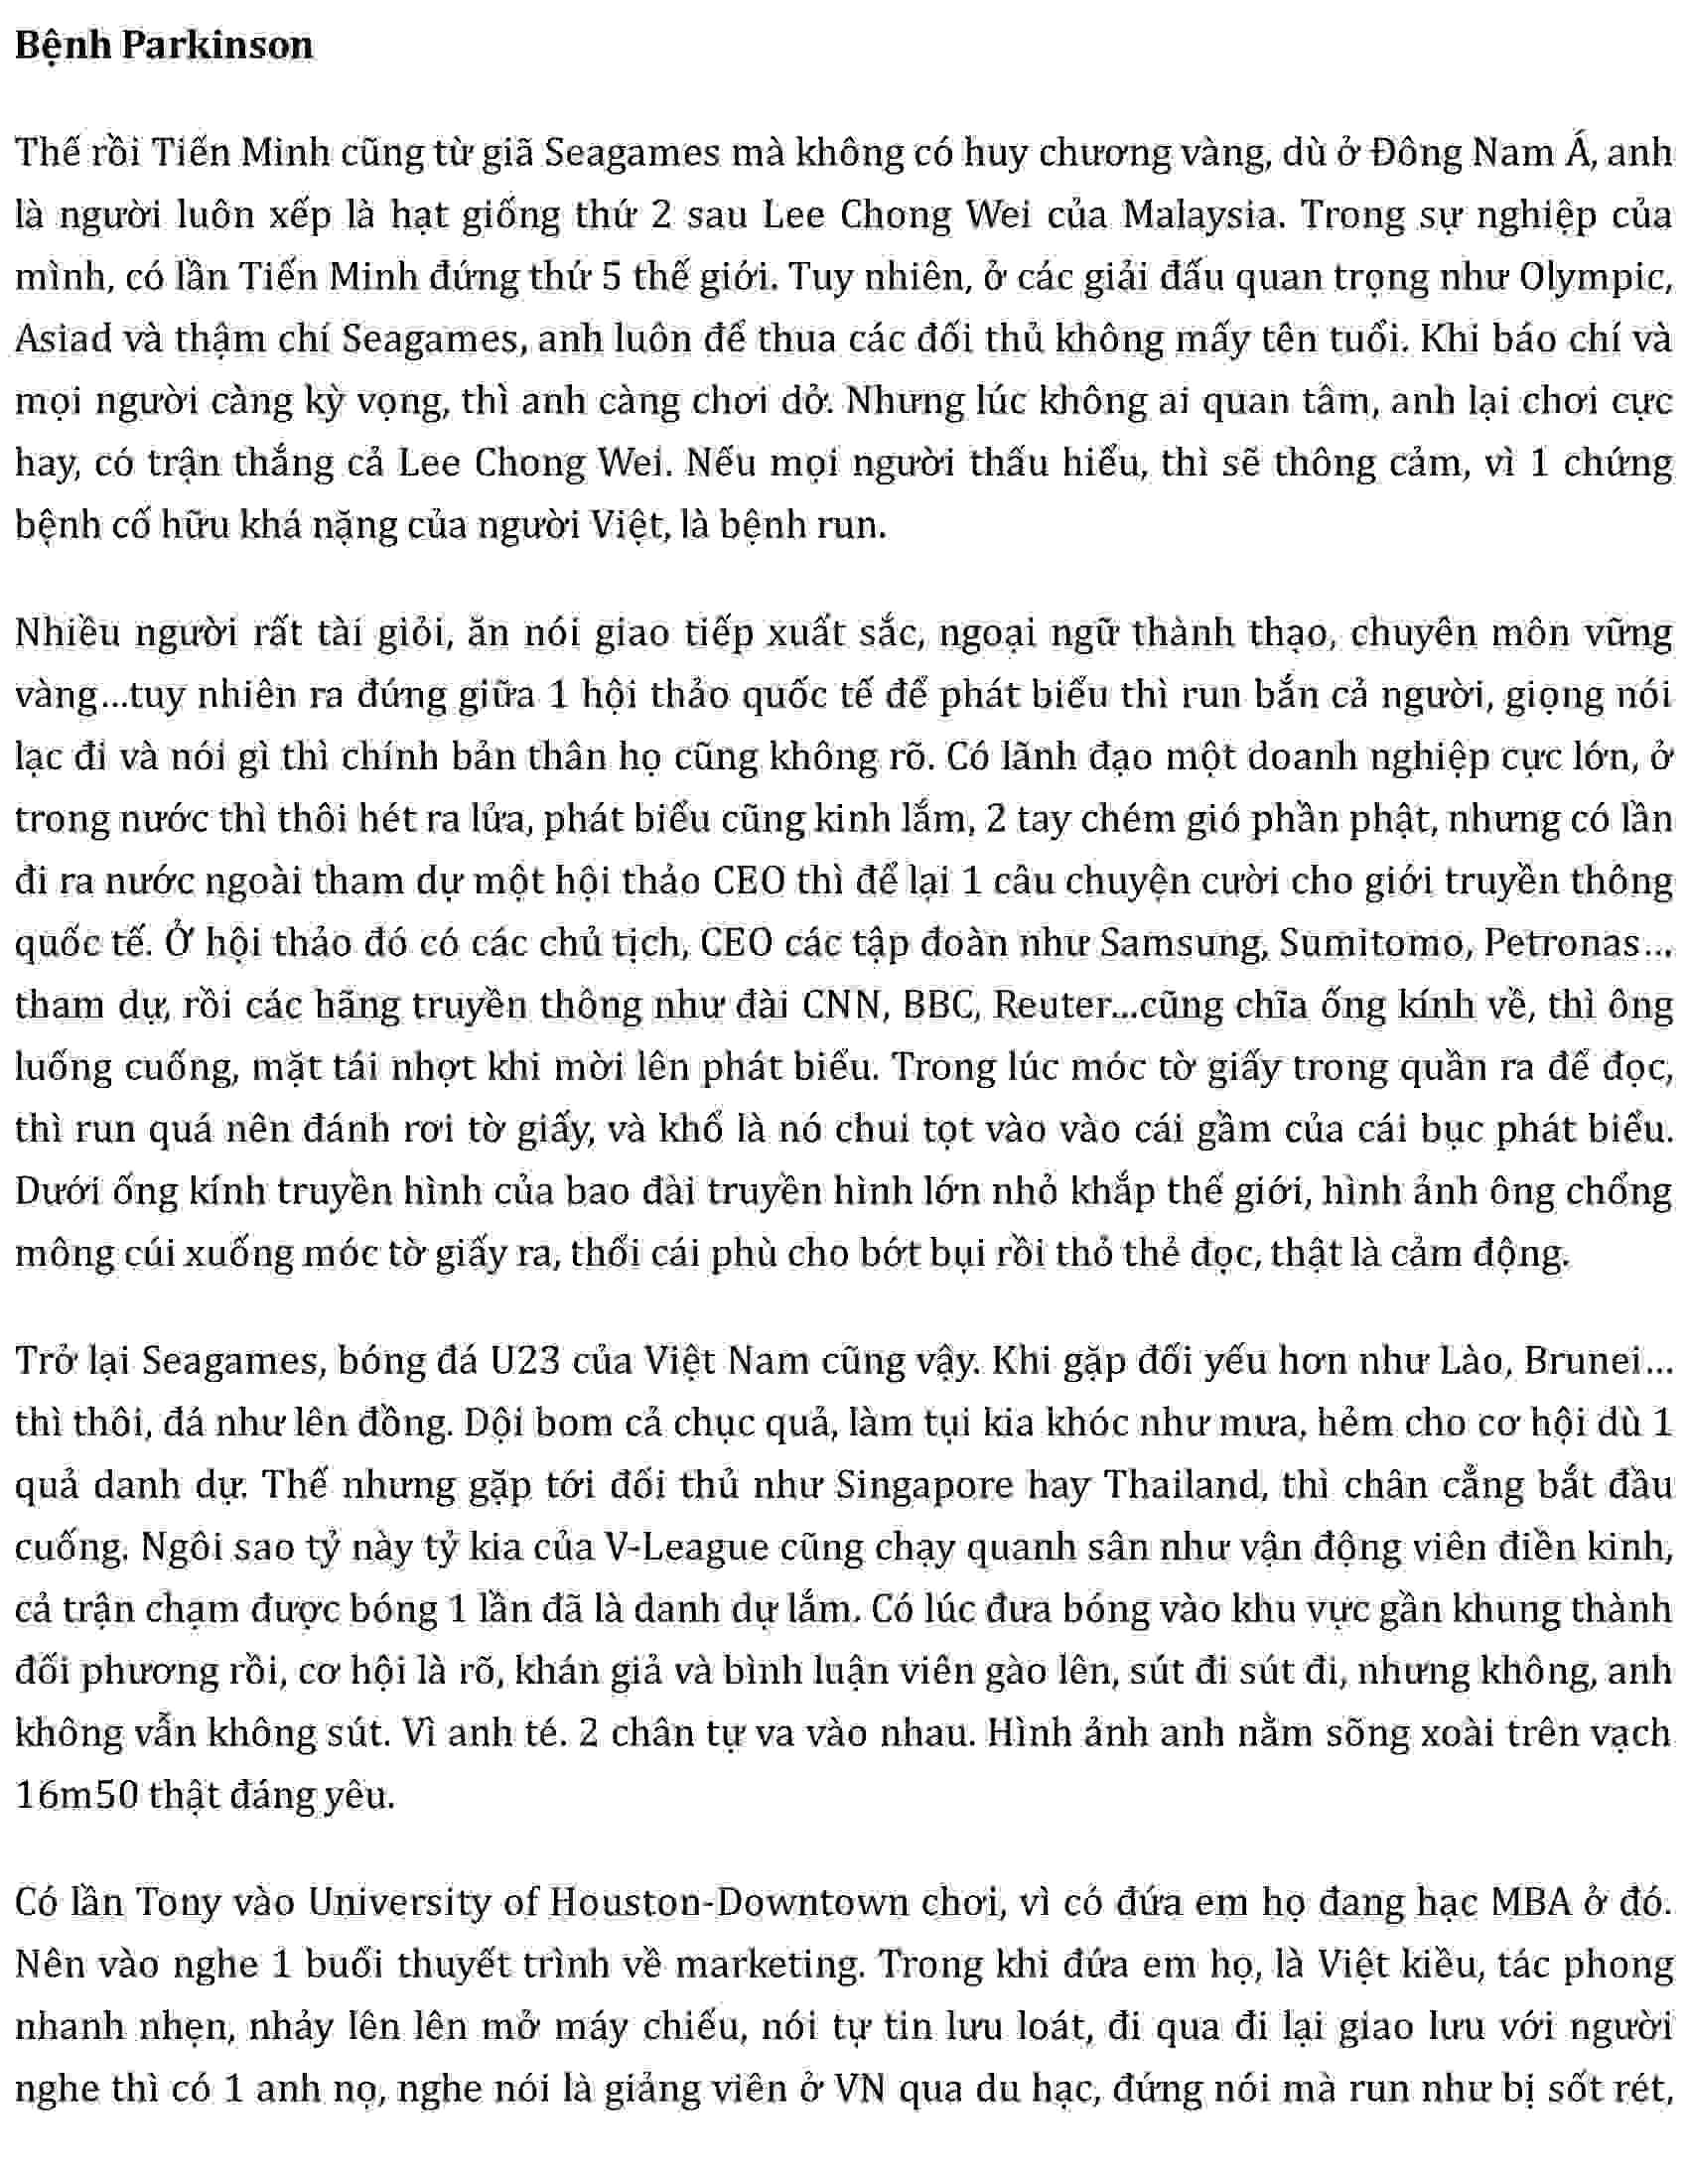 Bệnh Parkinson
Thế rồi Tiến Minh cũng từ giã Seagames mà không có huy chương vàng, dù ở Đông Nam Á, anh
là người luôn xếp là hạt giống thứ 2 sau Lee Chong Wei của Malaysia. Trong sự nghiệp của
mình, có lần Tiến Minh đứng thứ 5 thế giới. Tuy nhiên, ở các giải đấu quan trọng như Olympic,
Asiad và thậm chí Seagames, anh luôn để thua các đối thủ không mấy tên tuổi. Khi báo chí và
mọi người càng kỳ vọng, thì anh càng chơi dở. Nhưng lúc không ai quan tâm, anh lại chơi cực
hay, có trận thắng cả Lee Chong Wei. Nếu mọi người thấu hiểu, thì sẽ thông cảm, vì 1 chứng
bệnh cố hữu khá nặng của người Việt, là bệnh run.
Nhiều người rất tài giỏi, ăn nói giao tiếp xuất sắc, ngoại ngữ thành thạo, chuyên môn vững
vàng...tuy nhiên ra đứng giữa 1 hội thảo quốc tế để phát biểu thì run bắn cả người, giọng nói
lạc đi và nói gì thì chính bản thân họ cũng không rõ. Có lãnh đạo một doanh nghiệp cực lớn, ở
trong nước thì thôi hét ra lửa, phát biểu cũng kinh lắm, 2 tay chém gió phần phật, nhưng có lần
đi ra nước ngoài tham dự một hội thảo CEO thì để lại 1 câu chuyện cười cho giới truyền thông
quốc tế. Ở hội thảo đó có các chủ tịch, CEO các tập đoàn như Samsung, Sumitomo, Petronas...
tham dự, rồi các hãng truyền thông như đài CNN, BBC, Reuter...cũng chĩa ống kính về, thì ông
luống cuống, mặt tái nhợt khi mời lên phát biểu. Trong lúc móc tờ giấy trong quần ra để đọc,
thì run quá nên đánh rơi tờ giấy, và khổ là nó chui tọt vào vào cái gầm của cái bục phát biểu.
Dưới ống kính truyền hình của bao đài truyền hình lớn nhỏ khắp thế giới, hình ảnh ông chổng
mông cúi xuống móc tờ giấy ra, thổi cái phù cho bớt bụi rồi thỏ thẻ đọc, thật là cảm động.
Trở lại Seagames, bóng đá U23 của Việt Nam cũng vậy. Khi gặp đối yếu hơn như Lào, Brunei...
thì thôi, đá như lên đồng. Dội bom cả chục quả, làm tụi kia khóc như mưa, hẻm cho cơ hội dù 1
quả danh dự. Thế nhưng gặp tới đối thủ như Singapore hay Thailand, thì chân cẳng bắt đầu
cuống. Ngôi sao tỷ này tỷ kia của V-League cũng chạy quanh sân như vận động viên điền kinh,
cả trận chạm được bóng 1 lần đã là danh dự lắm. Có lúc đưa bóng vào khu vực gần khung thành
đối phương rồi, cơ hội là rõ, khán giả và bình luận viên gào lên, sút đi sút đi, nhưng không, anh
không vẫn không sút. Vì anh té. 2 chân tự va vào nhau. Hình ảnh anh nằm sõng xoài trên vạch
16m50 thật đáng yêu.
Có lần Tony vào University of Houston-Downtown chơi, vì có đứa em họ đang hạc MBA ở đó.
Nên vào nghe 1 buổi thuyết trình về marketing. Trong khi đứa em họ, là Việt kiều, tác phong
nhanh nhẹn, nhảy lên lên mở máy chiếu, nói tự tin lưu loát, đi qua đi lại giao lưu với người
nghe thì có 1 anh nọ, nghe nói là giảng viên ở VN qua du hạc, đứng nói mà run như bị sốt rét,